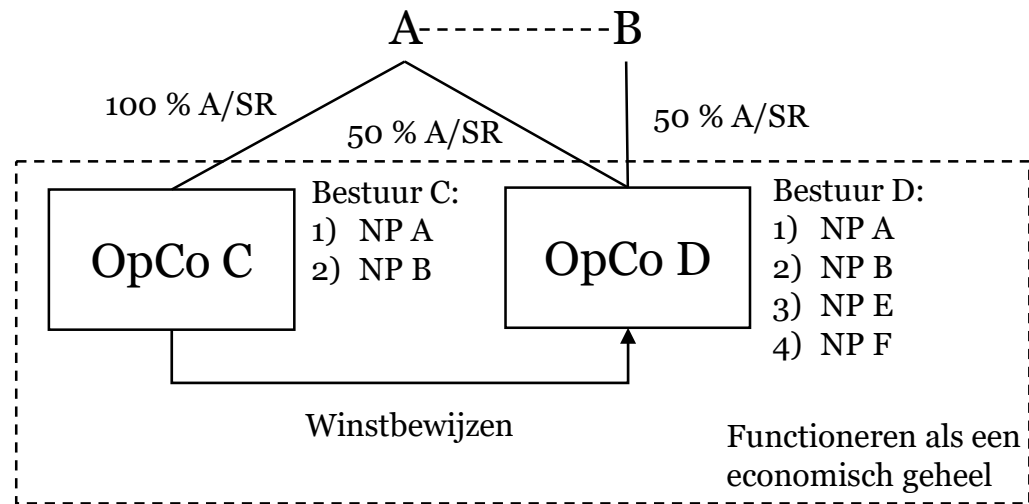 A
B
100 % A/SR
50 % A/SR
50 % A/SR
OpCo C
Bestuur C:
1) NP A
2) NP B
OpCo D
Bestuur D:
1) NP A
2) NP B
3) NP E
4) NP F
Winstbewijzen
Functioneren als een
economisch geheel